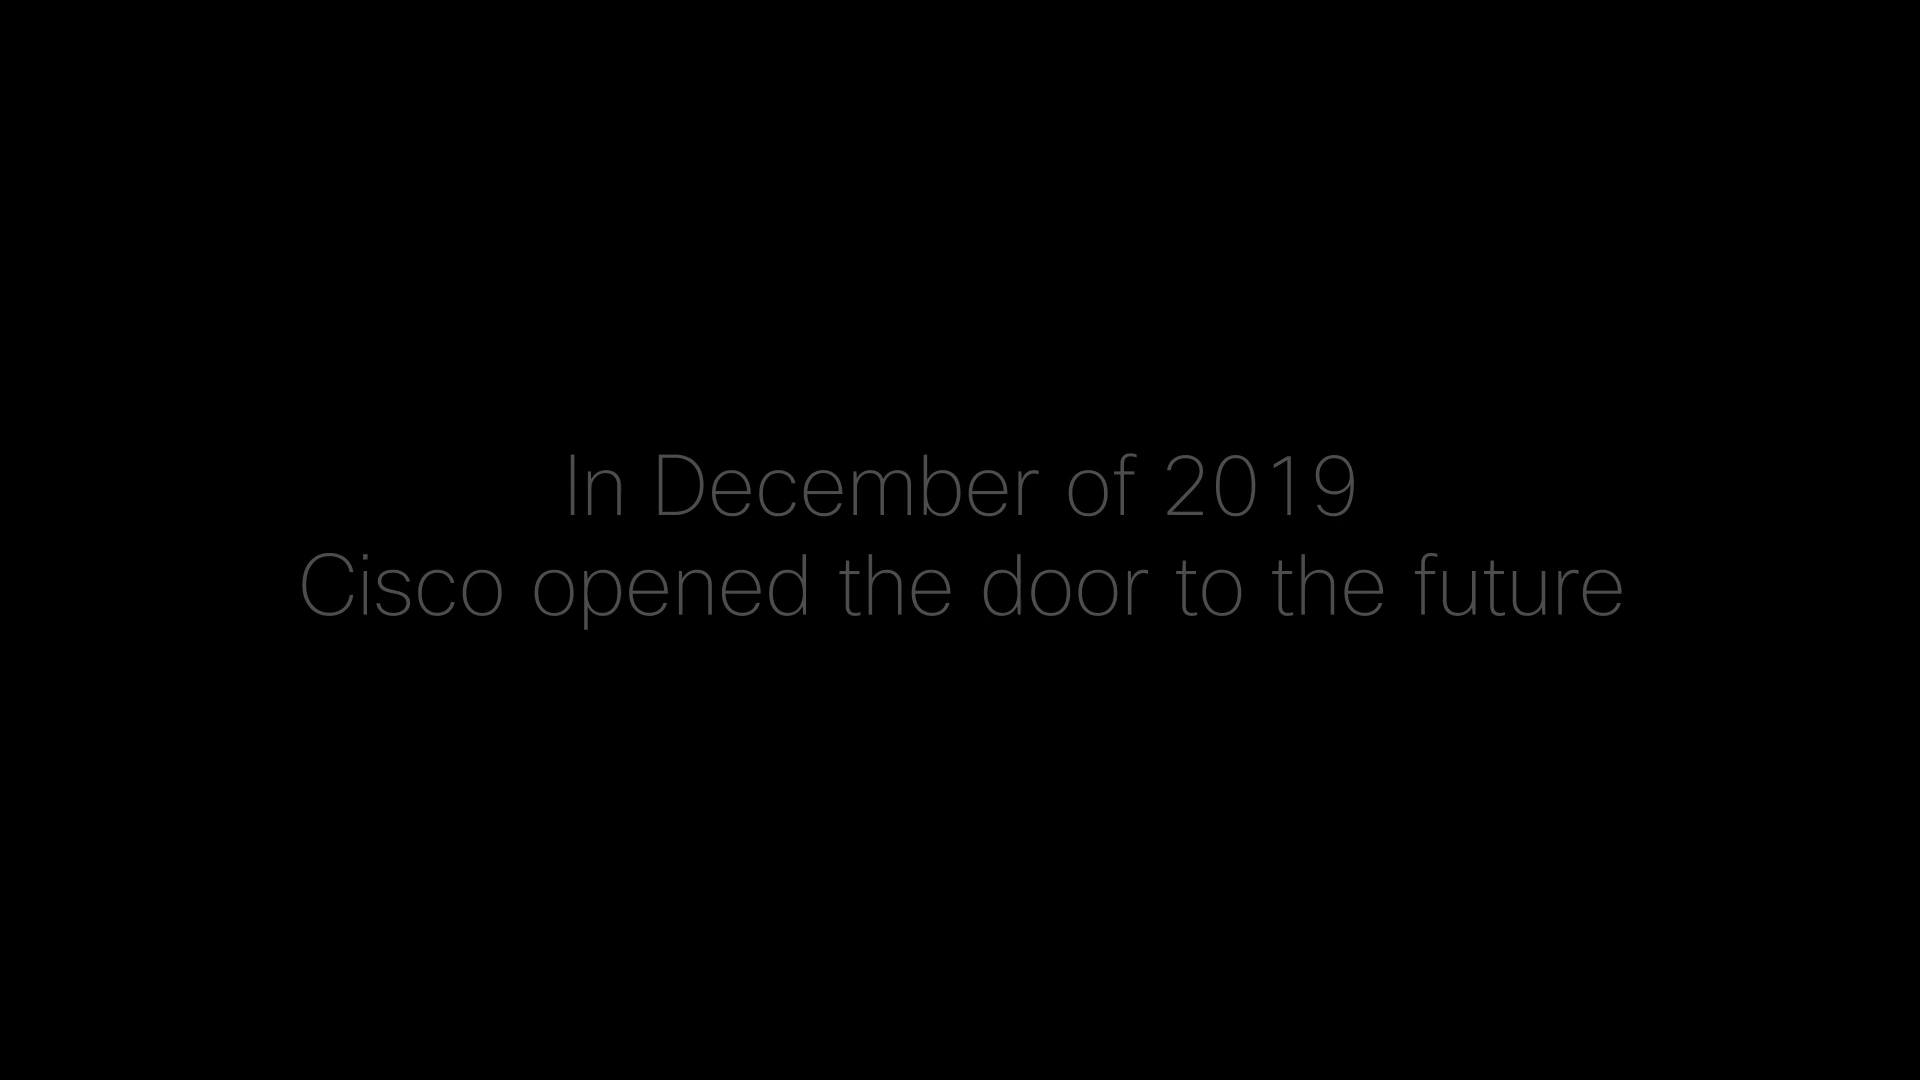 In December of 2019
Cisco opened the door to the future